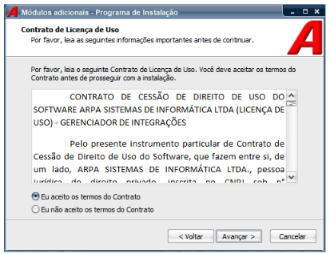 Módulos adicionais - Programa de Instalação
Contrato de Licença de Uso
Por favor, leia as seguintes informações importantes antes de continuar.
Por favor, leia o seguinte Contrato de Licença de Uso. Você deve aceitar os termos do
Contrato antes de prosseguir com a instalação.
CONTRATO DE CESSÃO DE DIREITO DE USO DO
SOFTWARE ARPA SISTEMAS DE INFORMÁTICA LTDA (LICENÇA DE
USO) - GERENCIADOR DE INTEGRAÇÕES
Pelo presente instrumento particular de Contrato de
Cessão de Direito de Uso do Software, que fazem entre si, de
um lado, ARPA SISTEMAS DE INFORMÁTICA LTDA., pessoa
jurídica de direito privado, inscrita no CNPJ sob nº
Eu aceito os termos do Contrato
Eu não aceito os termos do Contrato
< Voltar
Avançar >
Cancelar